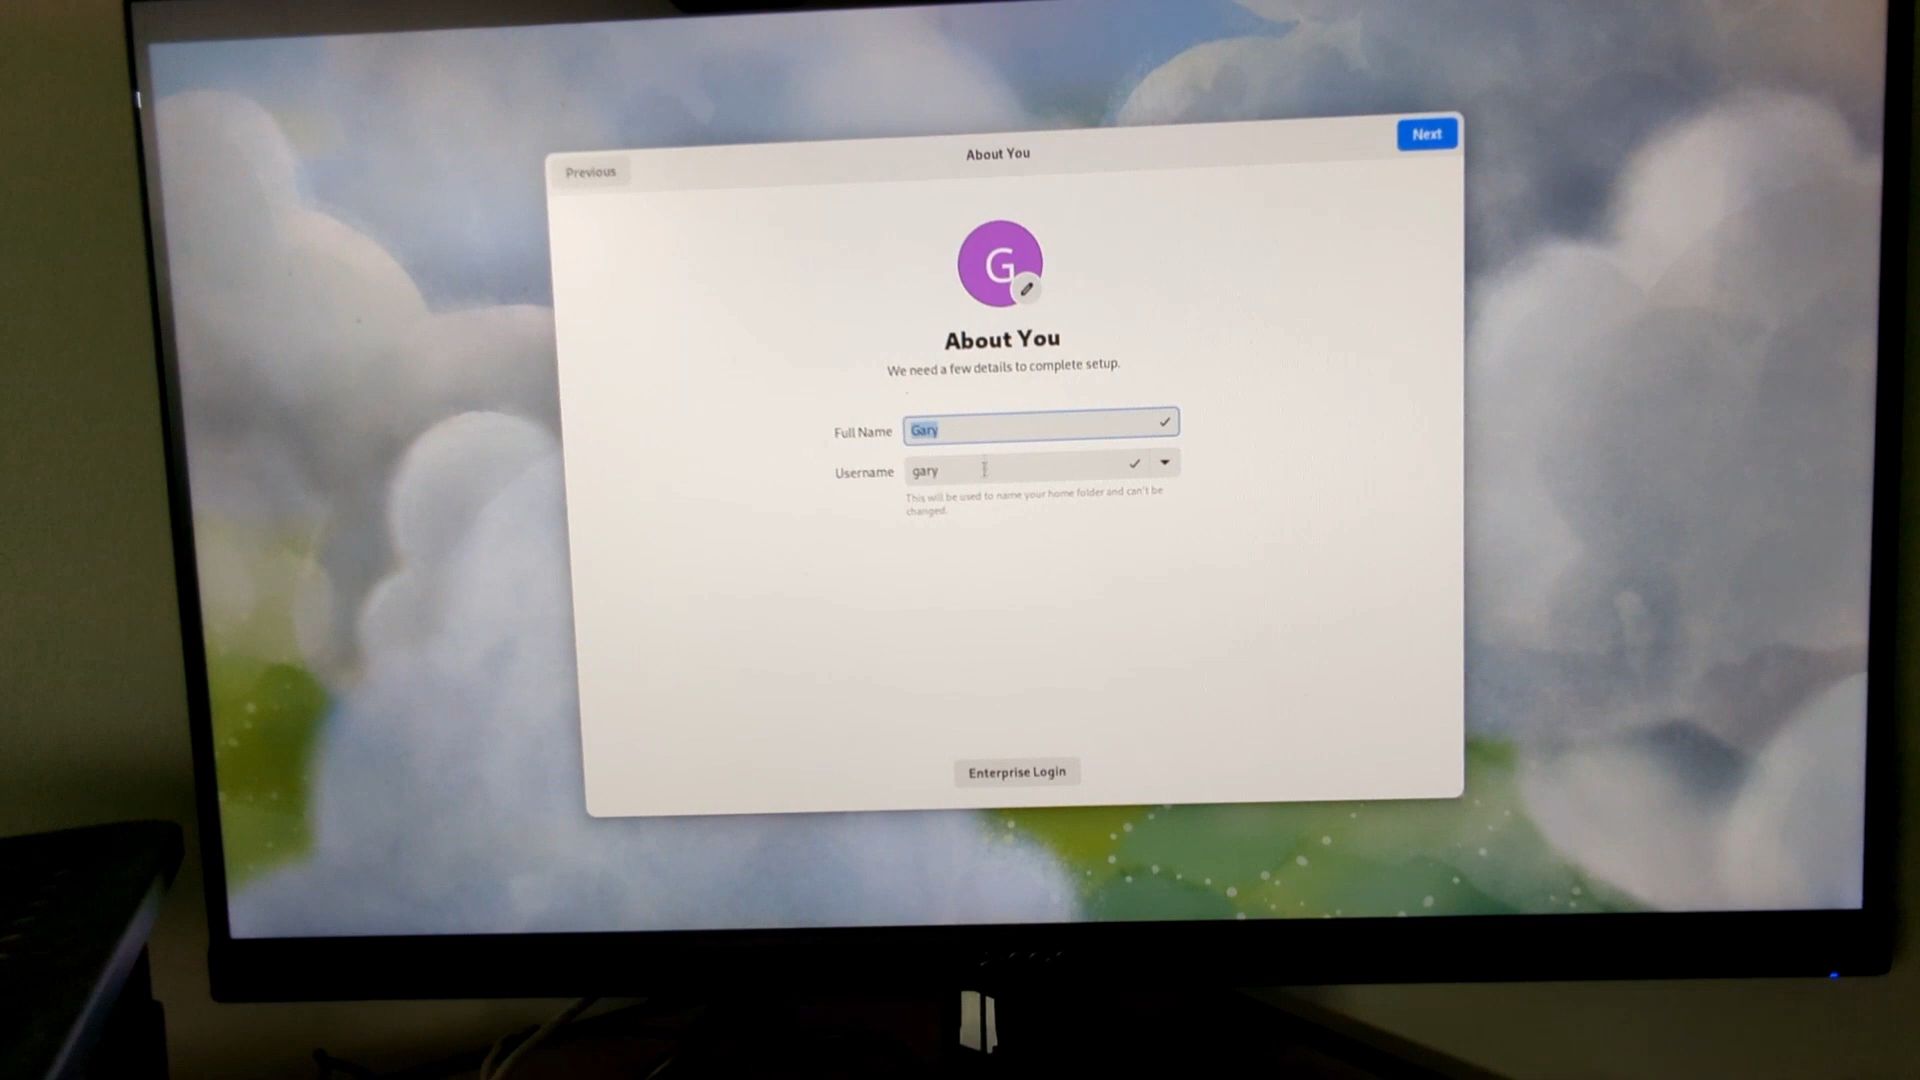 Previous
About You
Next
G
About You
We need a few details to complete setup.
Full Name
Gary
Username
gary
This will be used to name your home folder and can't be
changed.
Enterprise Login